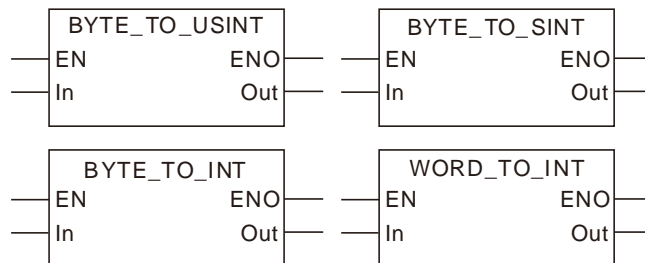 BYTE_TO_USINT
EN ENO
In Out
BYTE_TO_SINT
EN ENO
In Out
BYTE_TO_INT
EN ENO
In Out
WORD_TO_INT
EN ENO
In Out